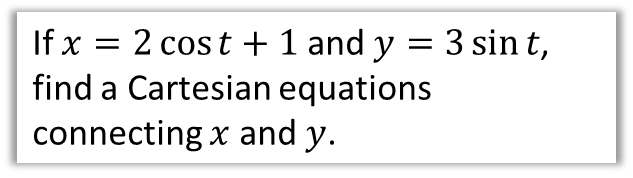 If x = 2 cos t + 1 and y = 3 sin t,
find a Cartesian equations
connecting x and y.